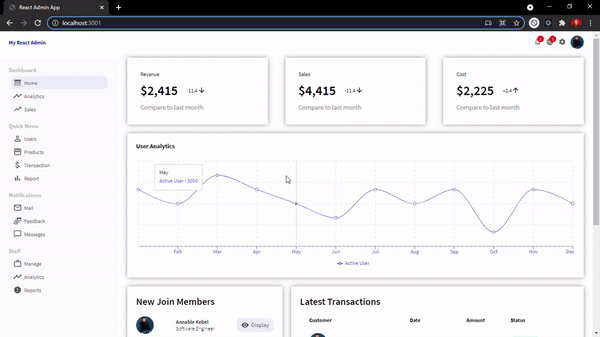 React Admin App
localhost:3001
My React Admin
Dashboard
Home
Analytics
Sales
Quick Menu
Users
Products
Transaction
Report
Notifications
Mail
Feedback
Messages
Staff
Manage
Analytics
Reports
Revenue
$2,415
-11.4
Compare to last month
Sales
$4,415
-11.4
Compare to last month
Cost
$2,225
+2.4
Compare to last month
User Analytics
May
Active User : 3000
Feb Mar Apr May Jun Jul Aug Sep Oct Nov Dec
Active User
New Join Members
Annable Kebel
Software Engineer
Display
Latest Transactions
Customer Date Amount Status